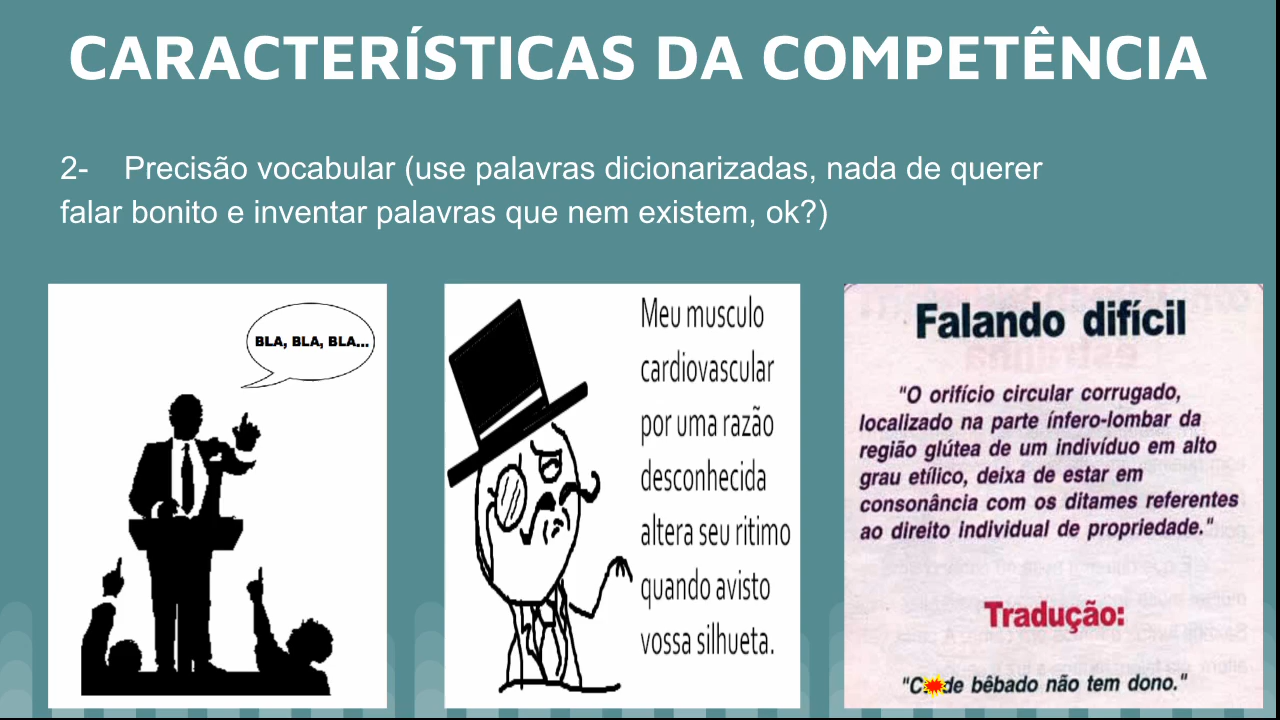 CARACTERÍSTICAS DA COMPETÊNCIA
2- Precisão vocabular (use palavras dicionarizadas, nada de querer
falar bonito e inventar palavras que nem existem, ok?)
BLA, BLA, BLA...
Meu musculo
cardiovascular
por uma razão
desconhecida
altera seu ritimo
quando avisto
vossa silhueta.
Falando difícil
"O orifício circular corrugado,
localizado na parte ínfero-lombar da
região glútea de um indivíduo em alto
grau etílico, deixa de estar em
consonância com os ditames referentes
ao direito individual de propriedade."
Tradução:
de bêbado não tem dono."